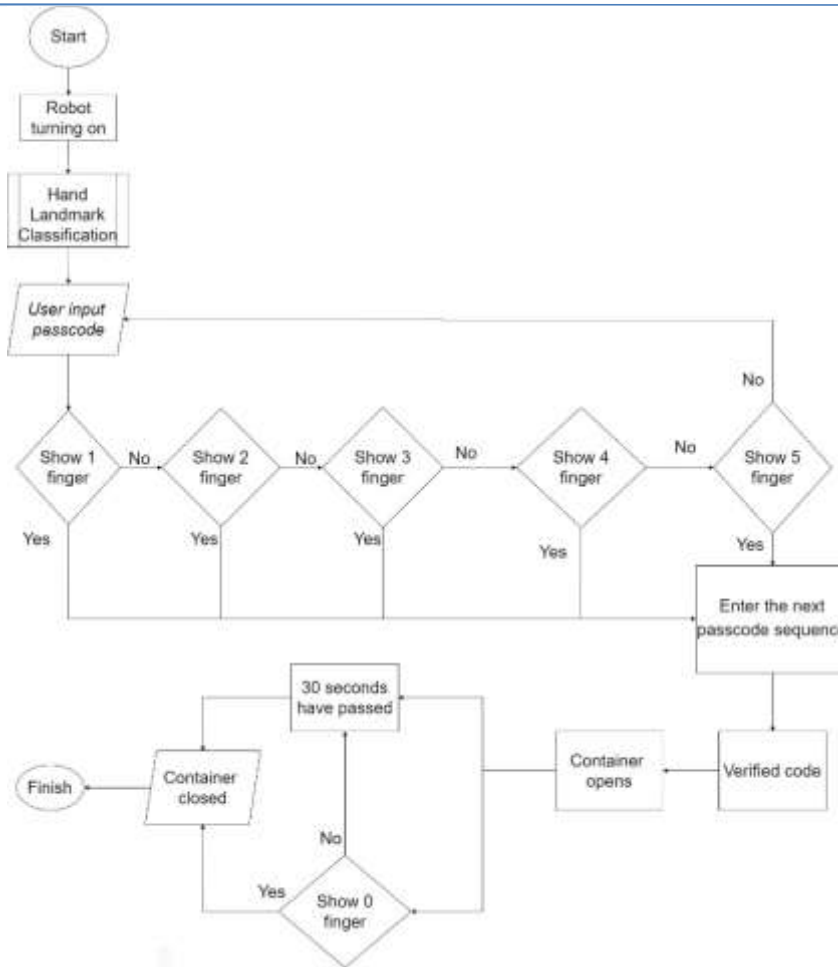 Start
Robot
turning on
Hand
Landmark
Classification
User input
passcode
No
Show 1
finger
No
Show 2
finger
No
Show 3
finger
No
Show 4
finger
No
Show 5
finger
Yes
Yes
Yes
Yes
Yes
Enter the next
passcode sequence
30 seconds
have passed
Finish
Container
closed
Container
opens
Verified code
No
Yes
Show 0
finger